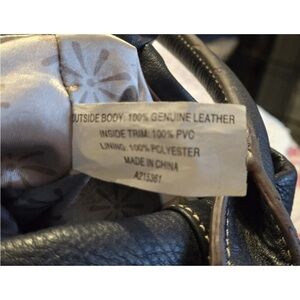 OUTSIDE BODY: 100% GENUINE LEATHER
INSIDE TRIM: 100% PVC
LINING: 100% POLYESTER
MADE IN CHINA
A215361